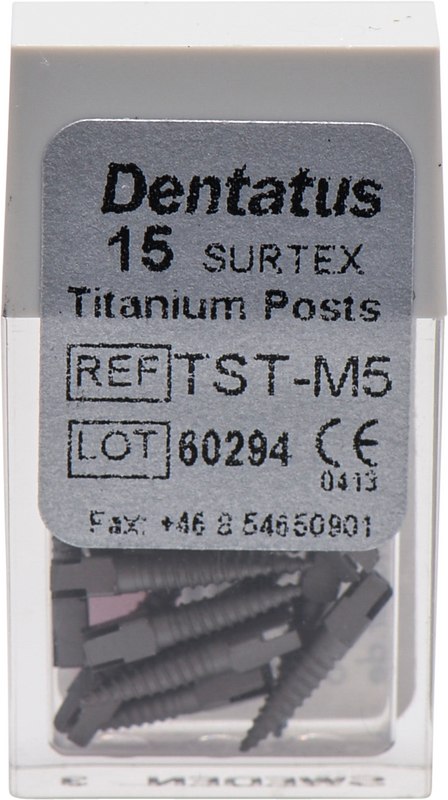 Dentatus
15 SURTEX
Titanium Posts
REF TST-M5
LOT 60294 CE
0413
Fax: +46 8 54650901